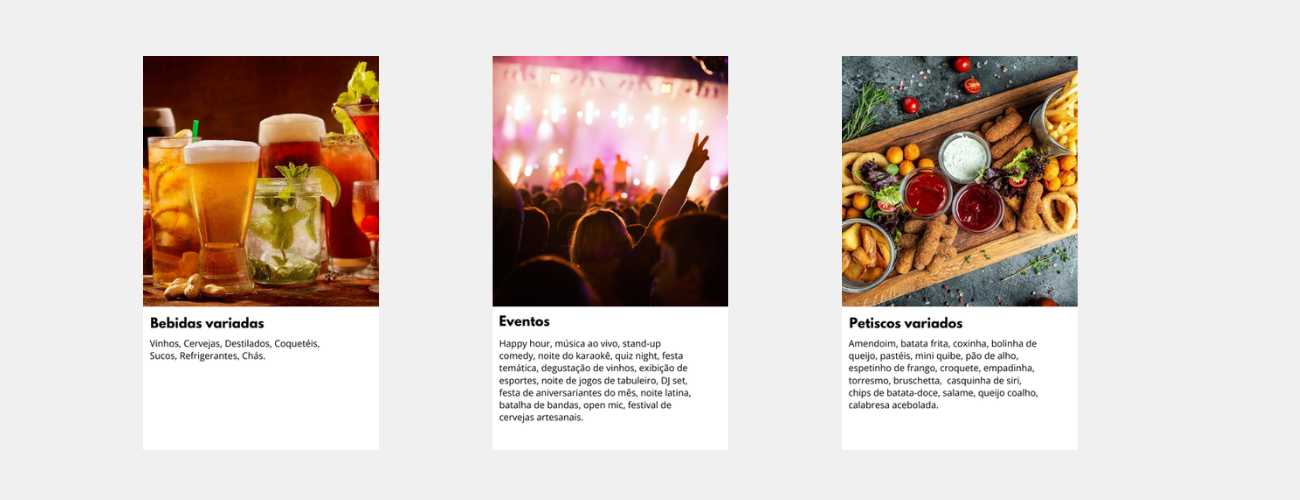 Bebidas variadas
Vinhos, Cervejas, Destilados, Coquetéis,
Sucos, Refrigerantes, Chás.
Eventos
Happy hour, música ao vivo, stand-up
comedy, noite do karaokê, quiz night, festa
temática, degustação de vinhos, exibição de
esportes, noite de jogos de tabuleiro, DJ set,
festa de aniversariantes do mês, noite latina,
batalha de bandas, open mic, festival de
cervejas artesanais.
Petiscos variados
Amendoim, batata frita, coxinha, bolinha de
queijo, pastéis, mini quibe, pão de alho,
espetinho de frango, croquete, empadinha,
torresmo, bruschetta, casquinha de siri,
chips de batata-doce, salame, queijo coalho,
calabresa acebolada.